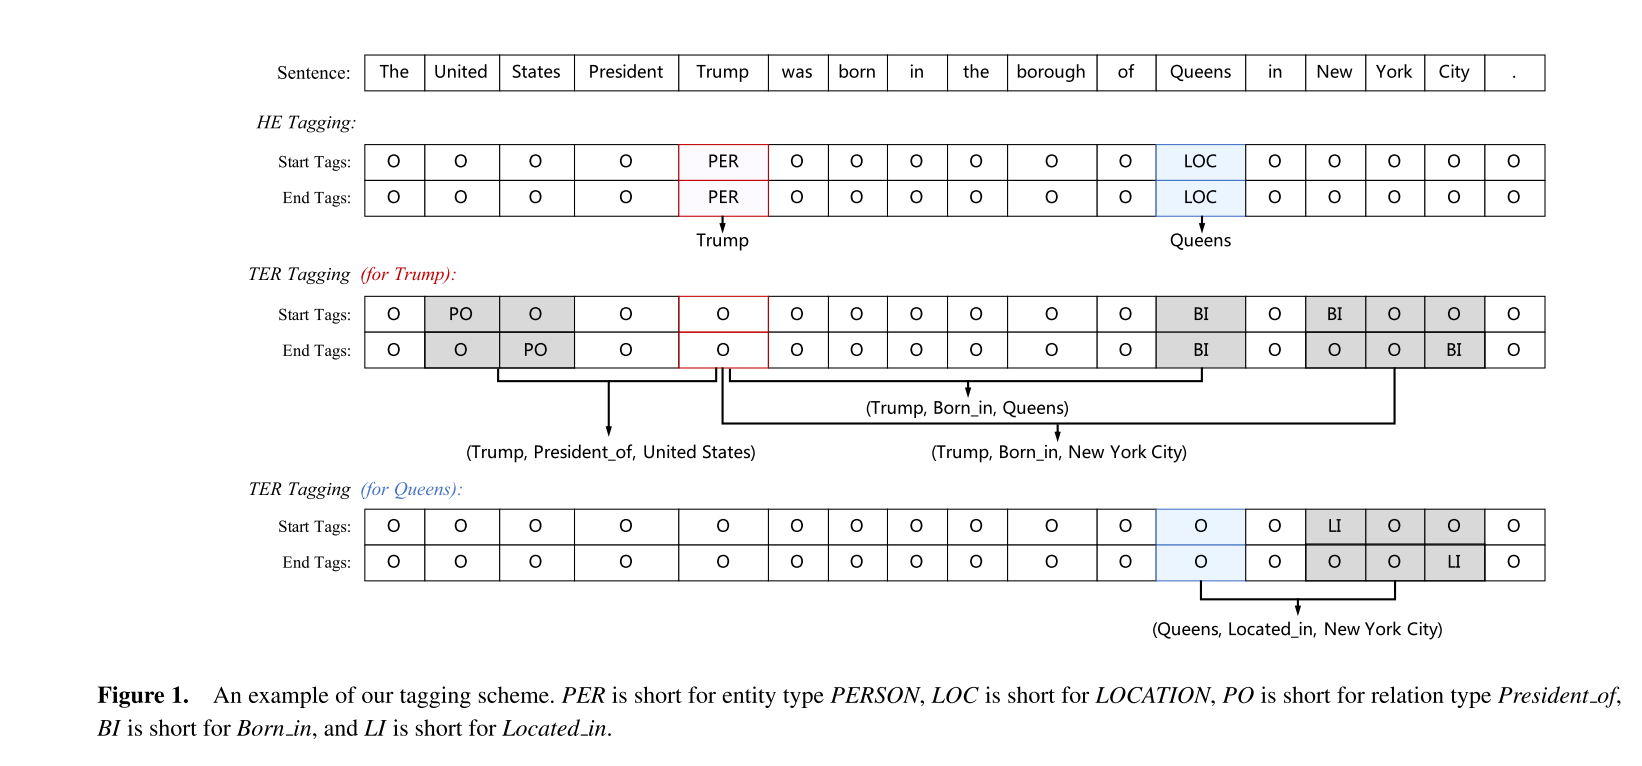 Sentence: The United States President Trump was born in the borough of Queens in New York City .
HE Tagging:
Start Tags: O O O O PER O O O O O O LOC O O O O O
End Tags: O O O O PER O O O O O O LOC O O O O O
Trump Queens
TER Tagging (for Trump):
Start Tags: O PO O O O O O O O O O BI O BI O O O
End Tags: O O PO O O O O O O O O BI O O O BI O
(Trump, Born_in, Queens)
(Trump, President_of, United States) (Trump, Born_in, New York City)
TER Tagging (for Queens):
Start Tags: O O O O O O O O O O O O O LI O O O
End Tags: O O O O O O O O O O O O O O O LI O
(Queens, Located_in, New York City)
Figure 1. An example of our tagging scheme. PER is short for entity type PERSON, LOC is short for LOCATION, PO is short for relation type President_of,
BI is short for Born_in, and LI is short for Located_in.